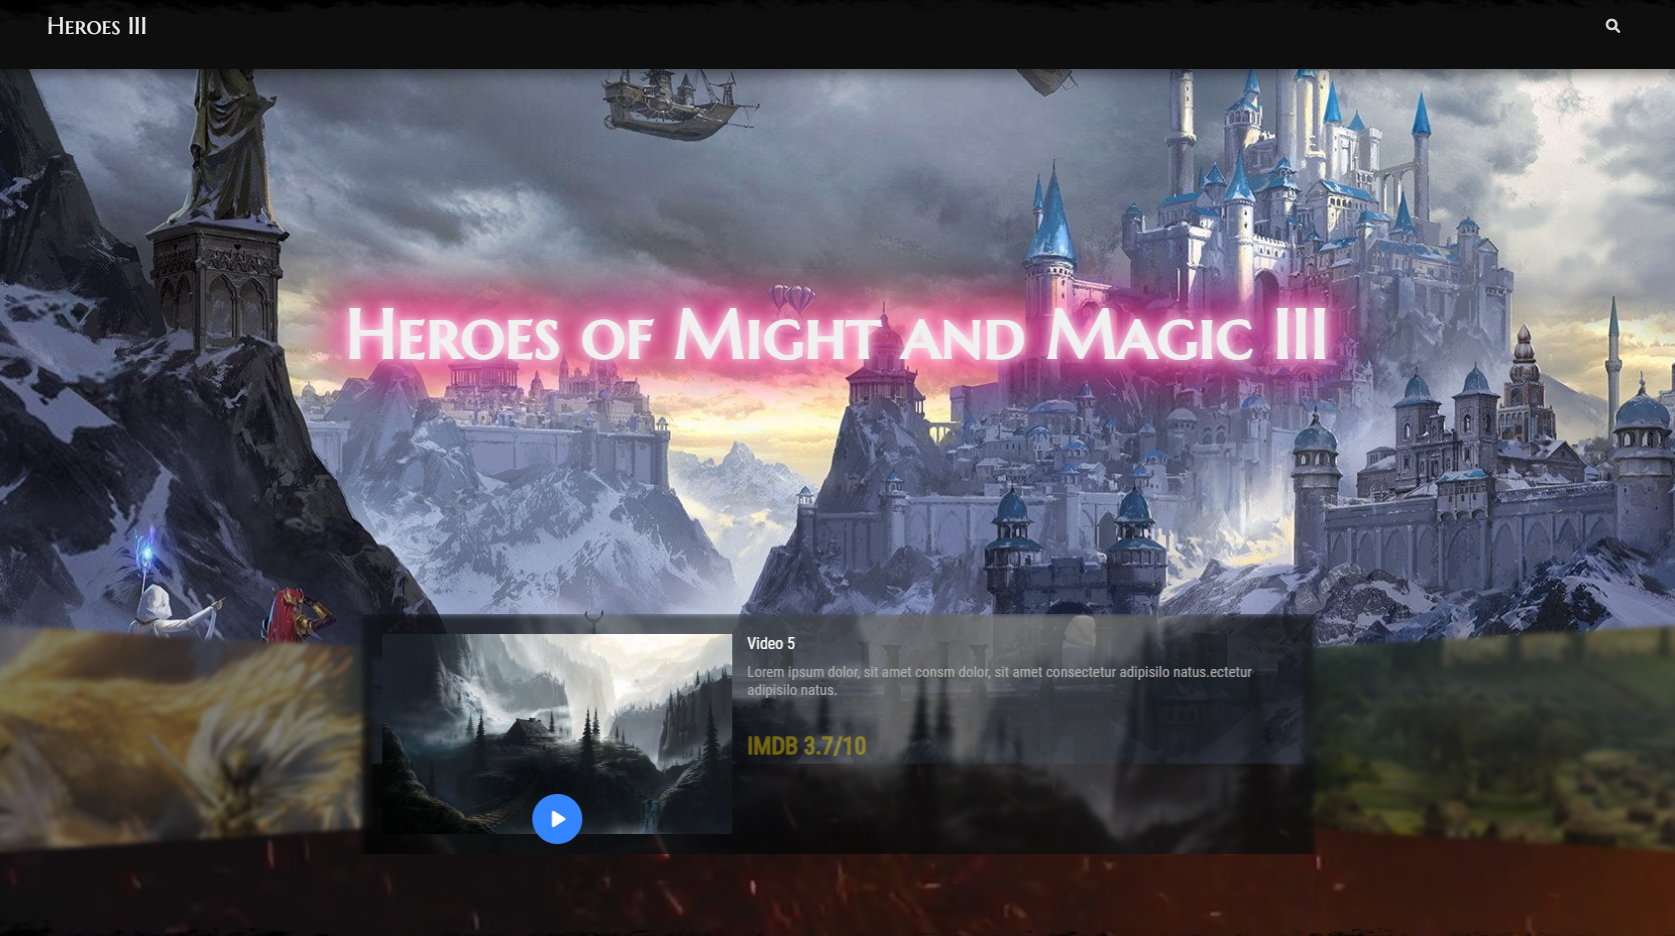 Heroes III
Heroes of Might and Magic III
Video 5
Lorem ipsum dolor, sit amet consm dolor, sit amet consectetur adipisilo natus.ectetur
adipisilo natus.
IMDB 3.7/10